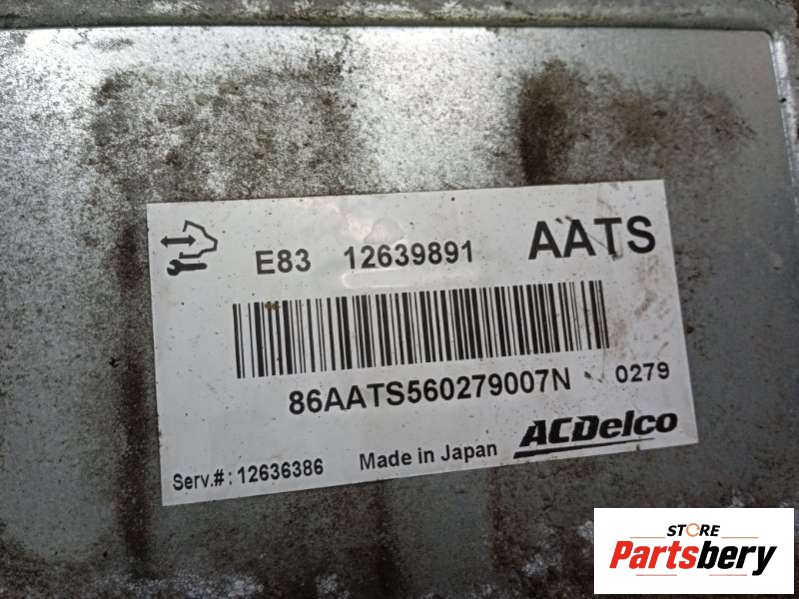 E83 12639891 AATS
86AATS560279007N 0279
Serv.#: 12636386 Made in Japan ACDelco
STORE
Partsbery